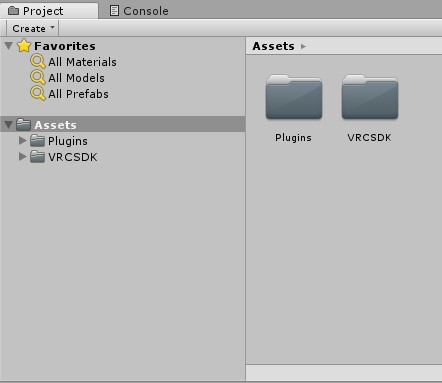 Project
Console
Create
Favorites
All Materials
All Models
All Prefabs
Assets
Plugins
VRCSDK
Assets
Plugins
VRCSDK